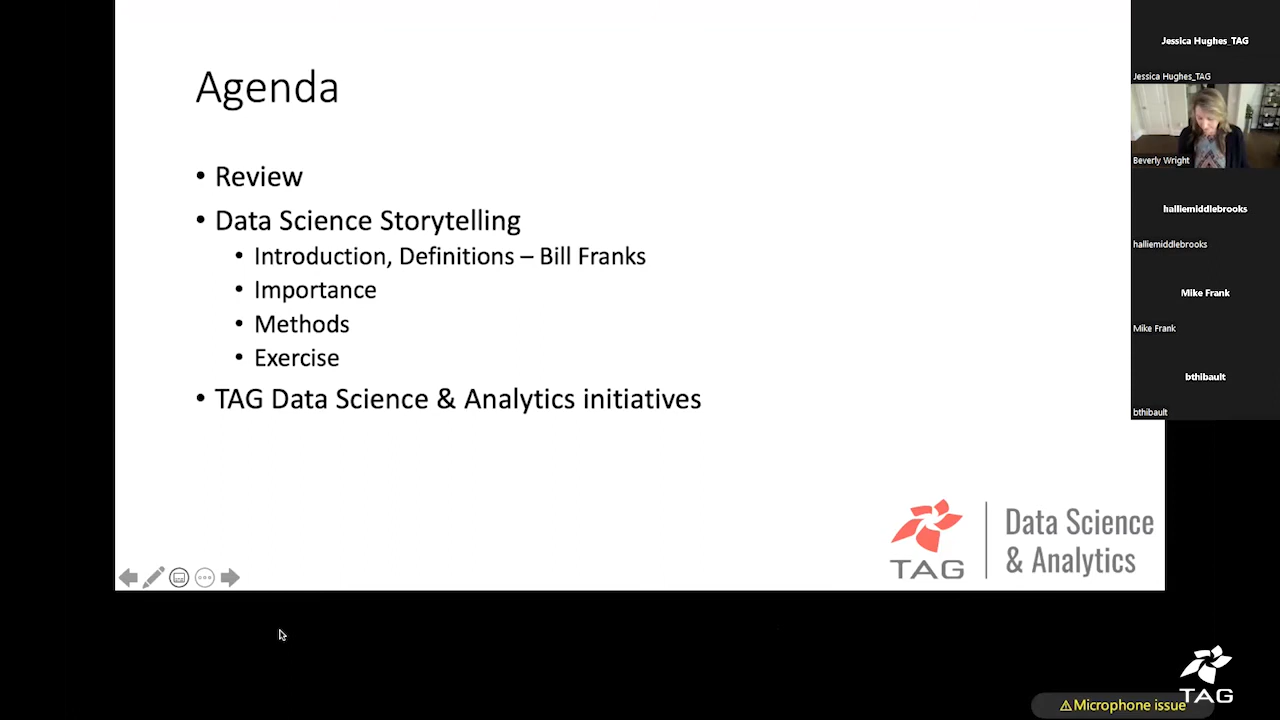 Agenda
• Review
• Data Science Storytelling
• Introduction, Definitions – Bill Franks
• Importance
• Methods
• Exercise
• TAG Data Science & Analytics initiatives
TAG
Data Science
& Analytics
Jessica Hughes_TAG
Jessica Hughes_TAG
Beverly Wright
halliemiddlebrooks
halliemiddlebrooks
Mike Frank
Mike Frank
bthibault
bthibault
TAG
⚠Microphone issue